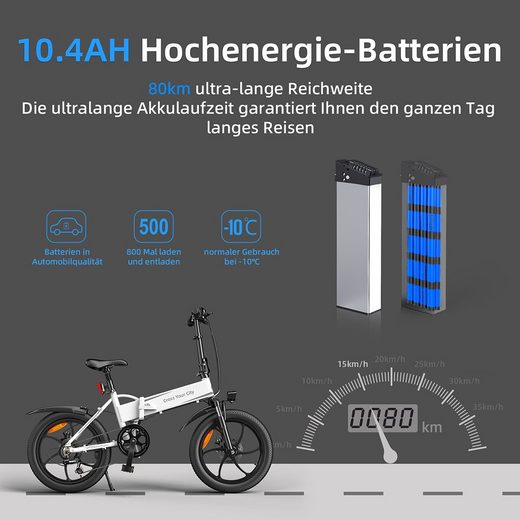 10.4AH Hochenergie-Batterien
80km ultra-lange Reichweite
Die ultralange Akkulaufzeit garantiert Ihnen den ganzen Tag
langes Reisen
500
-10℃
Batterien in
Automobilqualität
800 Mal laden
und entladen
normaler Gebrauch
bei -10℃
Enjoy Your City
5km/h
10km/h
15km/h
20km/h
25km/h
30km/h
35km/h
0080 km